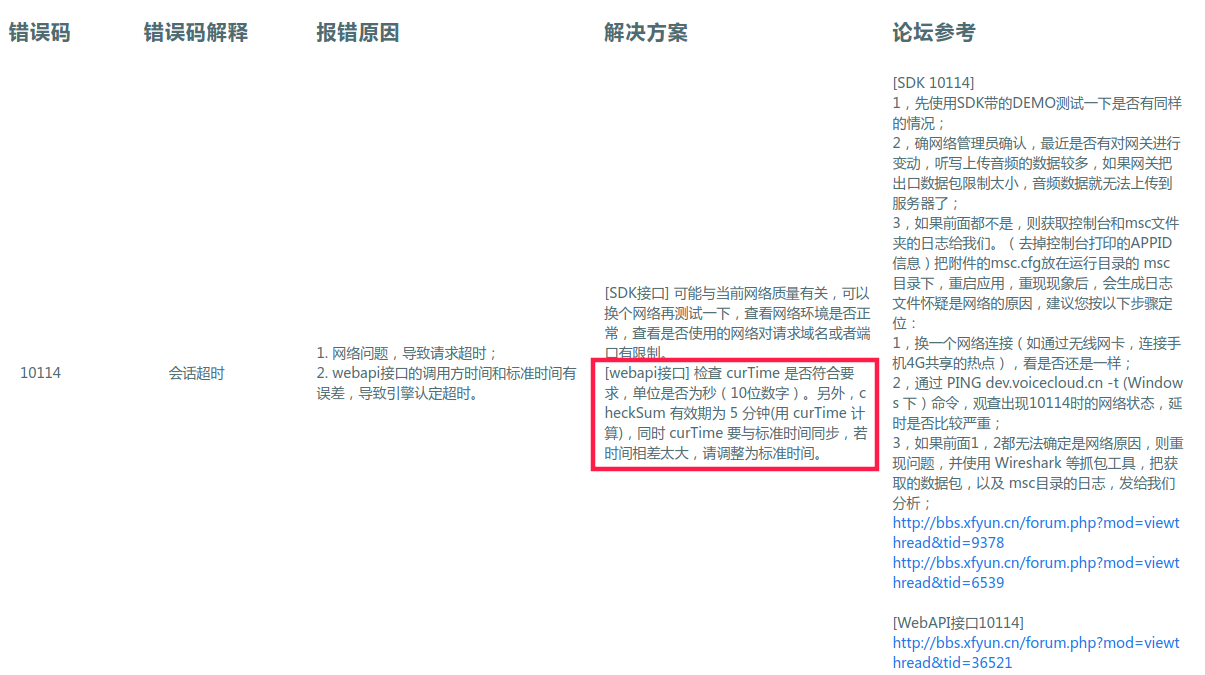 错误码
错误码解释
报错原因
解决方案
论坛参考
10114
会话超时
1. 网络问题，导致请求超时；
2. webapi接口的调用方时间和标准时间有
误差，导致引擎认定超时。
[SDK接口] 可能与当前网络质量有关，可以
换个网络再测试一下，查看网络环境是否正
常，查看是否使用的网络对请求域名或者端
口有限制。
[webapi接口] 检查 curTime 是否符合要
求，单位是否为秒（10位数字）。另外，c
heckSum 有效期为 5 分钟(用 curTime 计
算)，同时 curTime 要与标准时间同步，若
时间相差太大，请调整为标准时间。
[SDK 10114]
1，先使用SDK带的DEMO测试一下是否有同样
的情况；
2，确网络管理员确认，最近是否有对网关进行
变动，听写上传音频的数据较多，如果网关把
出口数据包限制太小，音频数据就无法上传到
服务器了；
3，如果前面都不是，则获取控制台和msc文件
夹的日志给我们。（去掉控制台打印的APPID
信息）把附件的msc.cfg放在运行目录的 msc
目录下，重启应用，重现现象后，会生成日志
文件怀疑是网络的原因，建议您按以下步骤定
位：
1，换一个网络连接（如通过无线网卡，连接手
机4G共享的热点），看是否还是一样；
2，通过 PING dev.voicecloud.cn -t (Window
s 下）命令，观查出现10114时的网络状态，延
时是否比较严重；
3，如果前面1，2都无法确定是网络原因，则重
现问题，并使用 Wireshark 等抓包工具，把获
取的数据包，以及 msc目录的日志，发给我们
分析；
http://bbs.xfyun.cn/forum.php?mod=viewt
hread&tid=9378
http://bbs.xfyun.cn/forum.php?mod=viewt
hread&tid=6539
[WebAPI接口10114]
http://bbs.xfyun.cn/forum.php?mod=viewt
hread&tid=36521